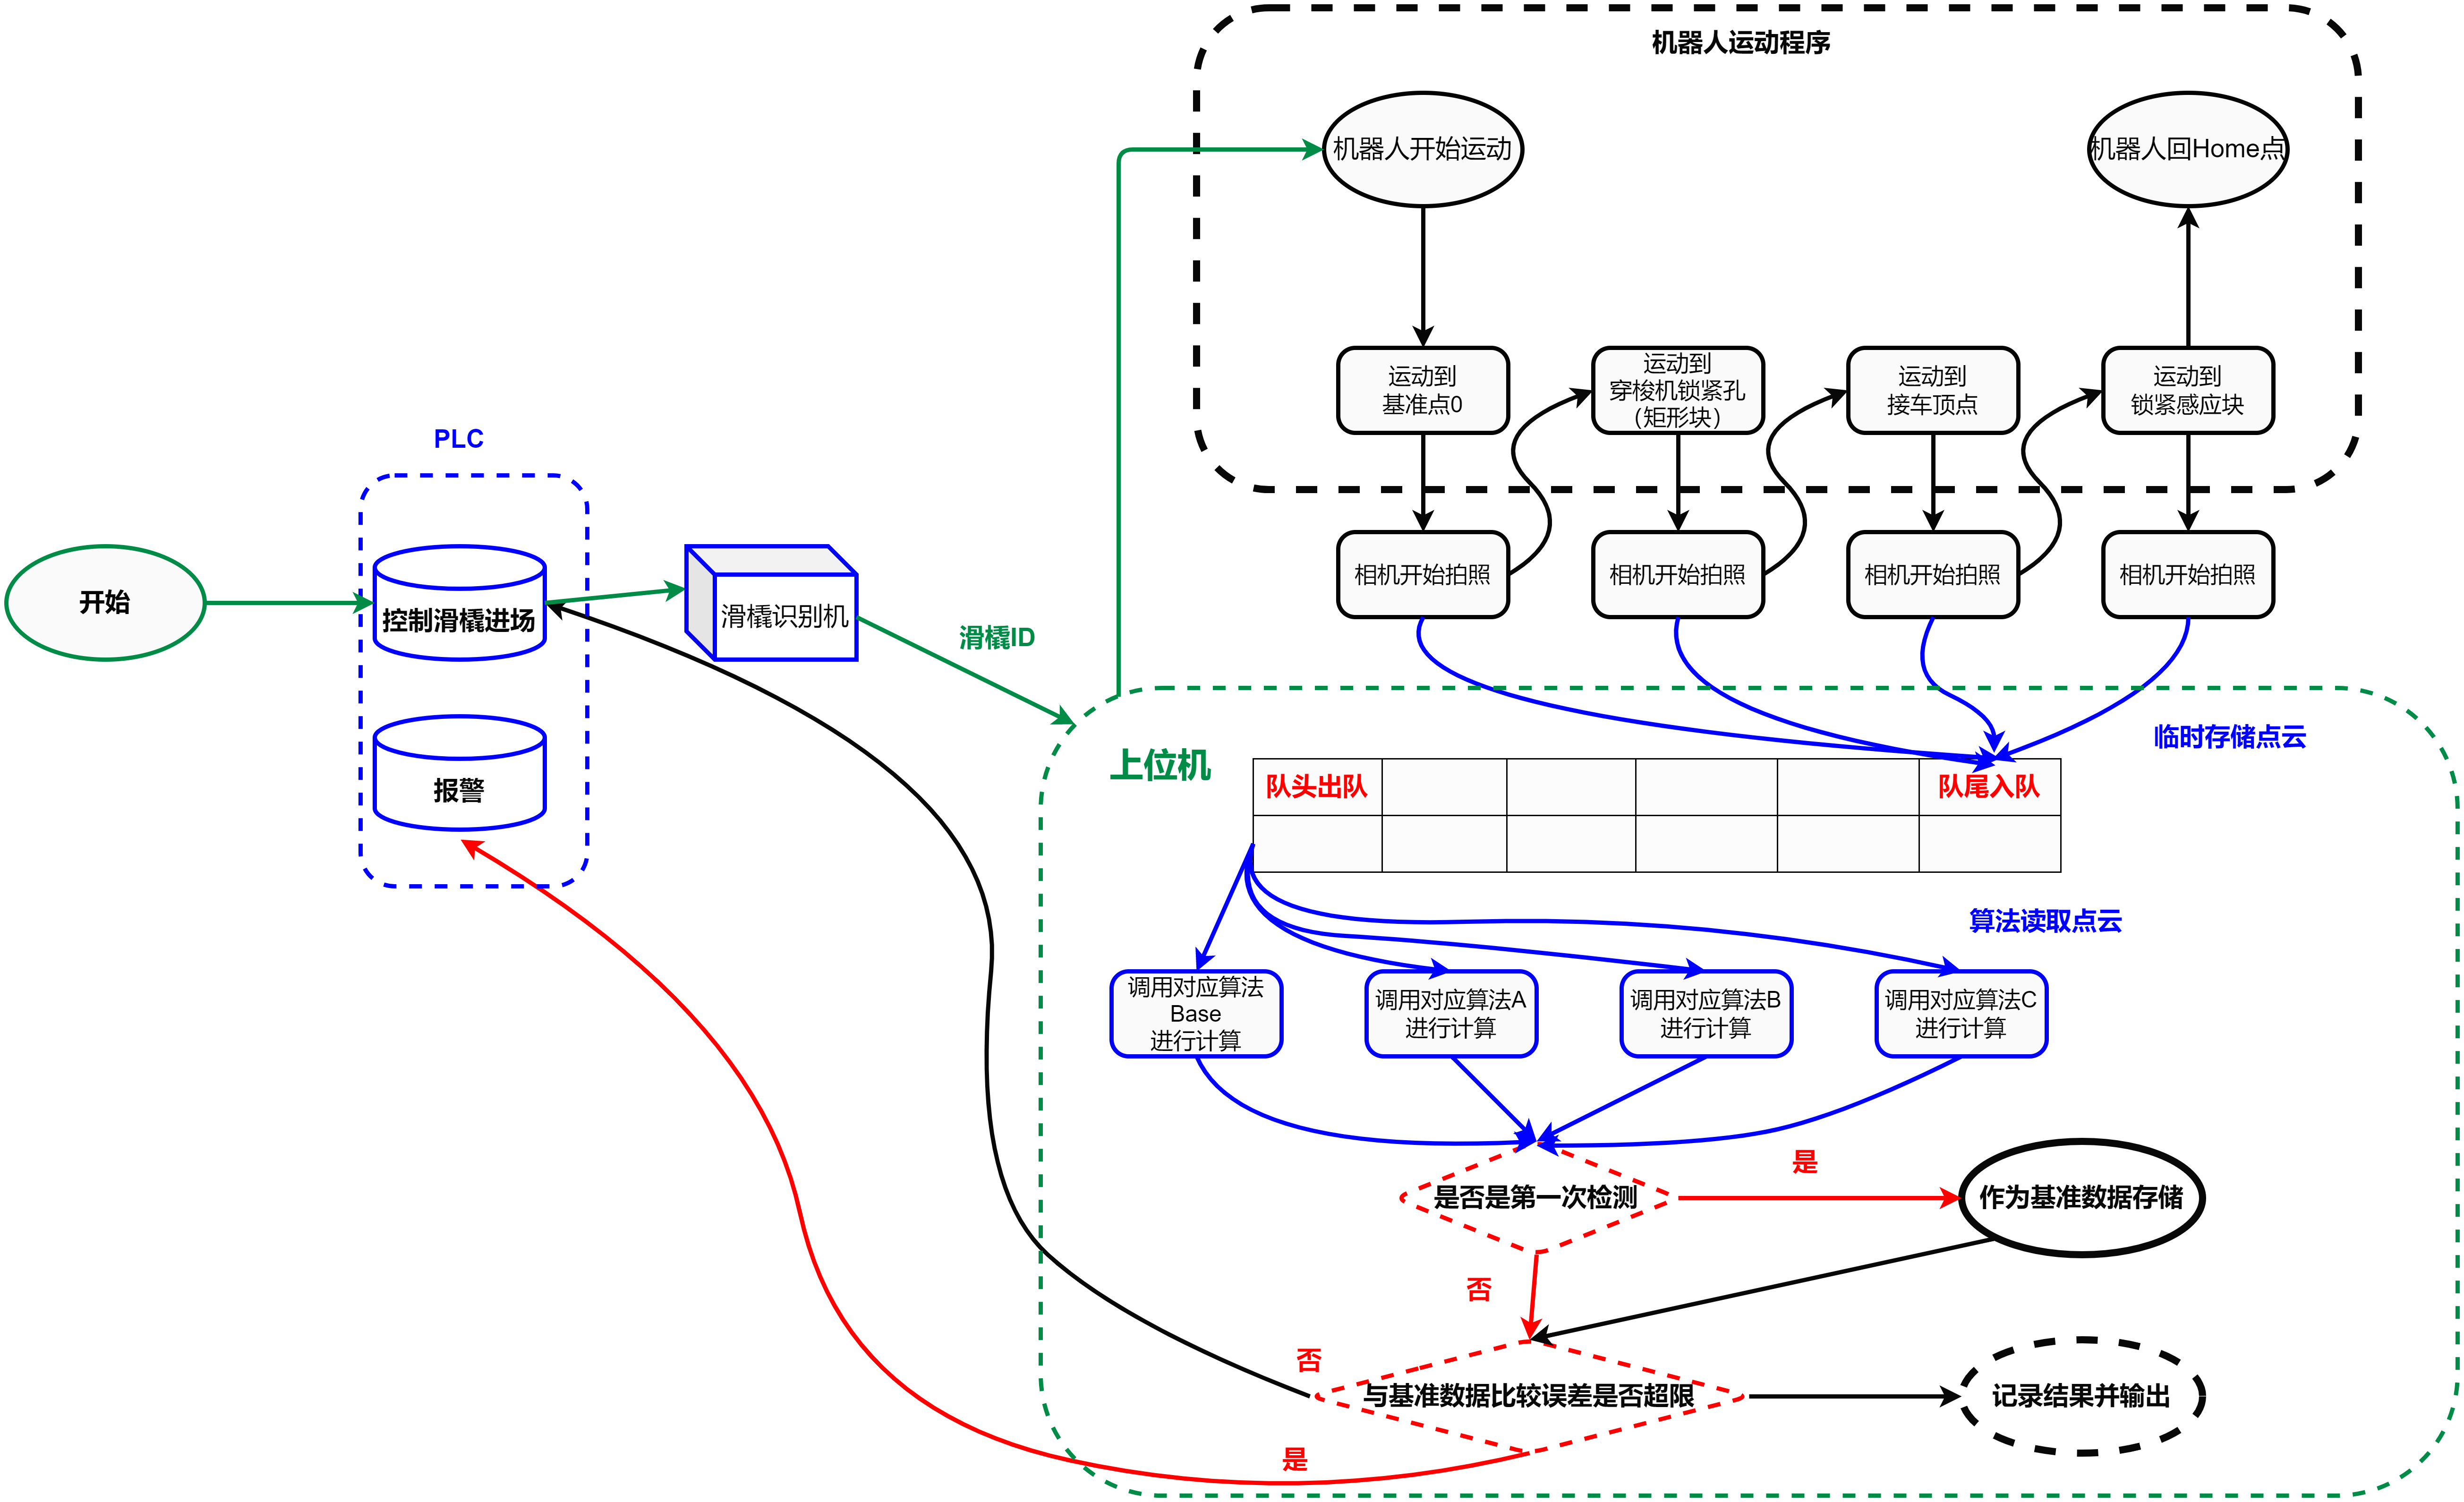 机器人运动程序
机器人开始运动
机器人回Home点
运动到
基准点0
运动到
穿梭机锁紧孔
（矩形块）
运动到
接车顶点
运动到
锁紧感应块
相机开始拍照
相机开始拍照
相机开始拍照
相机开始拍照
PLC
开始
控制滑橇进场
滑橇识别机
滑橇ID
报警
上位机
临时存储点云
队头出队
队尾入队
算法读取点云
调用对应算法
Base
进行计算
调用对应算法A
进行计算
调用对应算法B
进行计算
调用对应算法C
进行计算
是否是第一次检测
是
作为基准数据存储
否
否
与基准数据比较误差是否超限
记录结果并输出
是